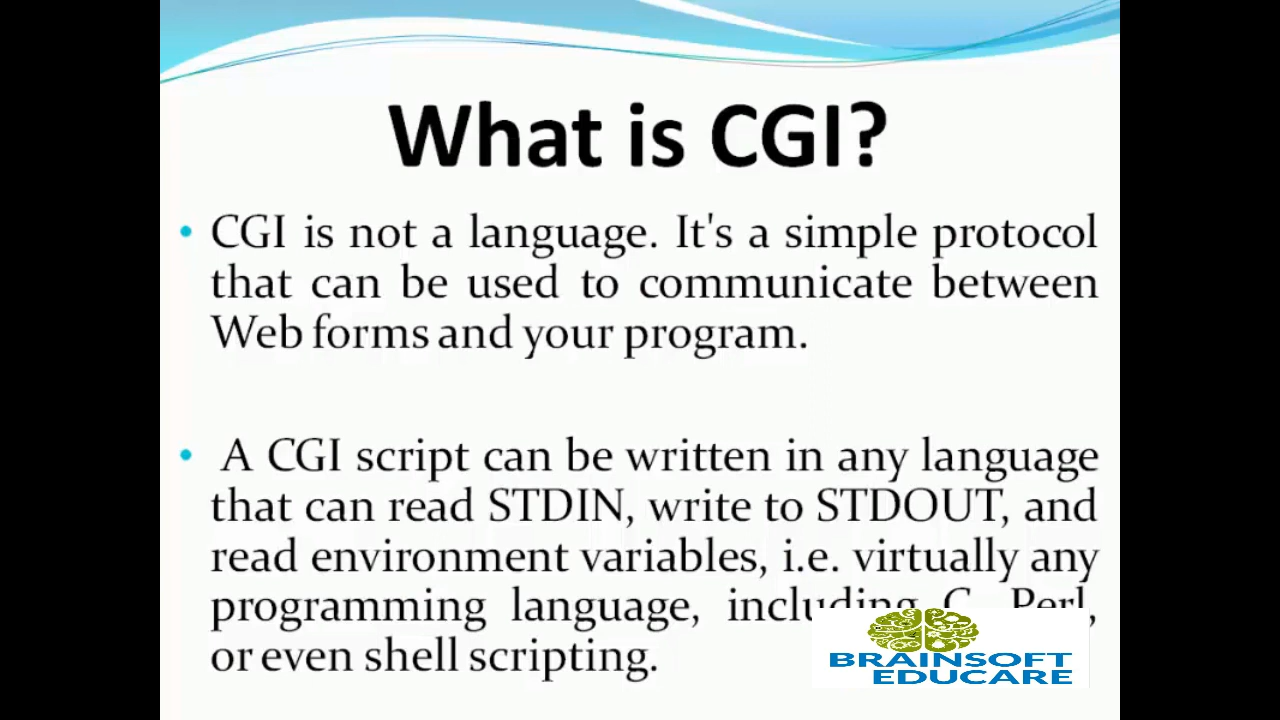 What is CGI?
• CGI is not a language. It's a simple protocol
that can be used to communicate between
Web forms and your program.
• A CGI script can be written in any language
that can read STDIN, write to STDOUT, and
read environment variables, i.e. virtually any
programming language, including C, Perl,
or even shell scripting.
BRAINSOFT
EDUCARE